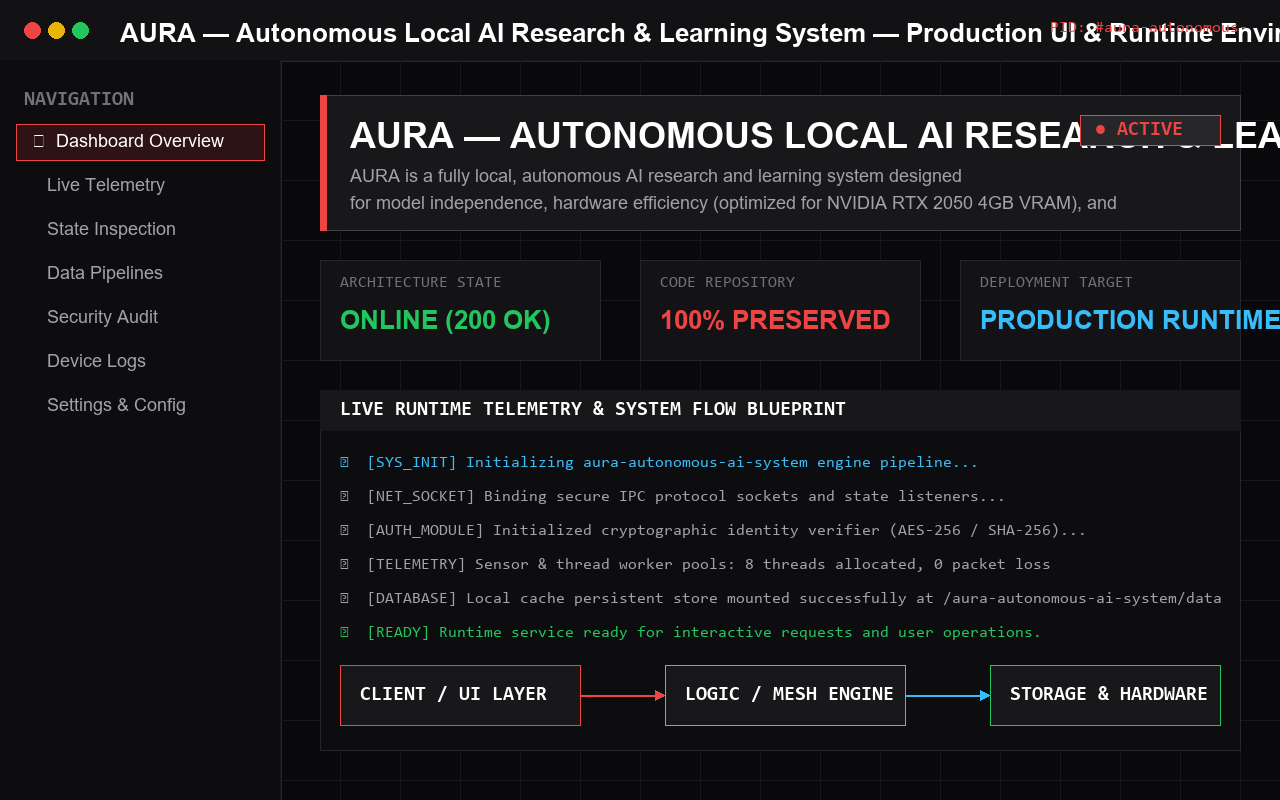 AURA — Autonomous Local AI Research & Learning System — Production UI & Runtime Envir
PID: #aura-autonomous-
NAVIGATION
Dashboard Overview
Live Telemetry
State Inspection
Data Pipelines
Security Audit
Device Logs
Settings & Config
AURA — AUTONOMOUS LOCAL AI RESEARCH & LEA
ACTIVE
AURA is a fully local, autonomous AI research and learning system designed
for model independence, hardware efficiency (optimized for NVIDIA RTX 2050 4GB VRAM), and
ARCHITECTURE STATE
ONLINE (200 OK)
CODE REPOSITORY
100% PRESERVED
DEPLOYMENT TARGET
PRODUCTION RUNTIME
LIVE RUNTIME TELEMETRY & SYSTEM FLOW BLUEPRINT
[SYS_INIT] Initializing aura-autonomous-ai-system engine pipeline...
[NET_SOCKET] Binding secure IPC protocol sockets and state listeners...
[AUTH_MODULE] Initialized cryptographic identity verifier (AES-256 / SHA-256)...
[TELEMETRY] Sensor & thread worker pools: 8 threads allocated, 0 packet loss
[DATABASE] Local cache persistent store mounted successfully at /aura-autonomous-ai-system/data
[READY] Runtime service ready for interactive requests and user operations.
CLIENT / UI LAYER
LOGIC / MESH ENGINE
STORAGE & HARDWARE